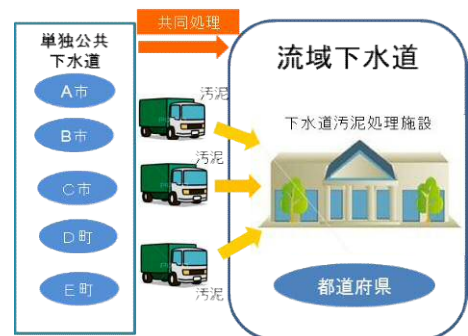 共同処理
単独公共
下水道
A市
B市
C市
D町
E町
汚泥
汚泥
汚泥
流域下水道
下水道汚泥処理施設
都道府県